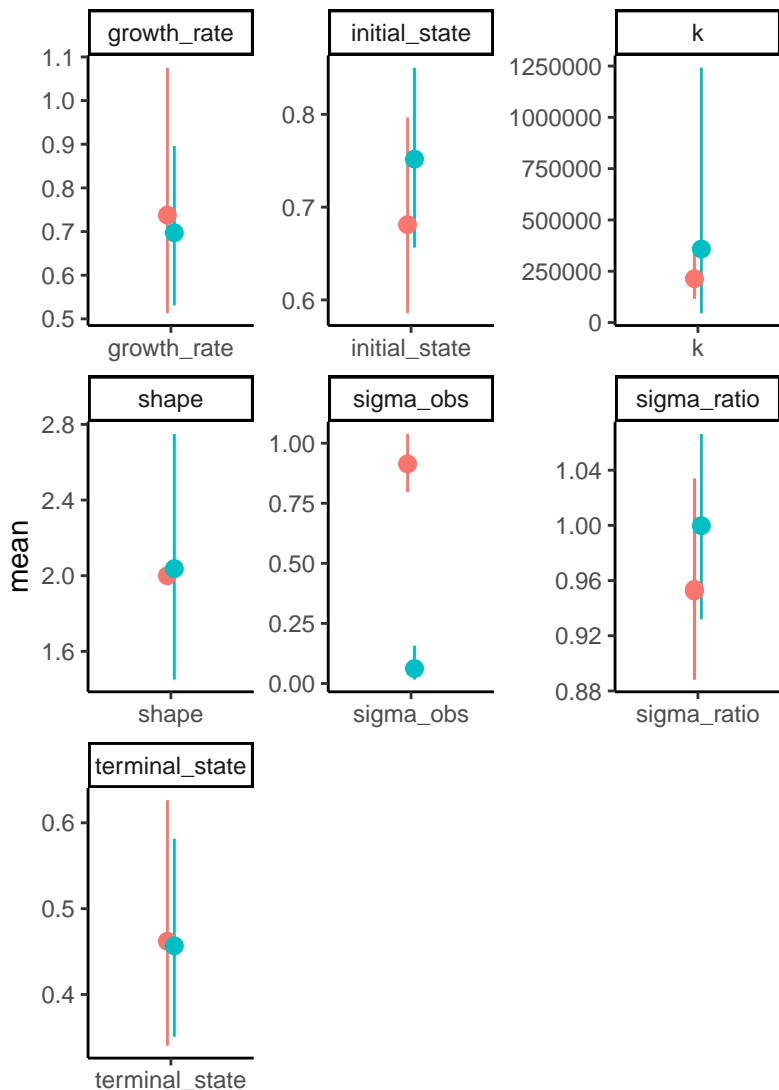 growth_rate
1.1
1.0
0.9
0.8
0.7
0.6
0.5
growth_rate
initial_state
0.8
0.7
0.6
initial_state
k
1250000
1000000
750000
500000
250000
0
k
mean
shape
2.8
2.4
2.0
1.6
shape
sigma_obs
1.00
0.75
0.50
0.25
0.00
sigma_obs
sigma_ratio
1.04
1.00
0.96
0.92
0.88
sigma_ratio
terminal_state
0.6
0.5
0.4
terminal_state